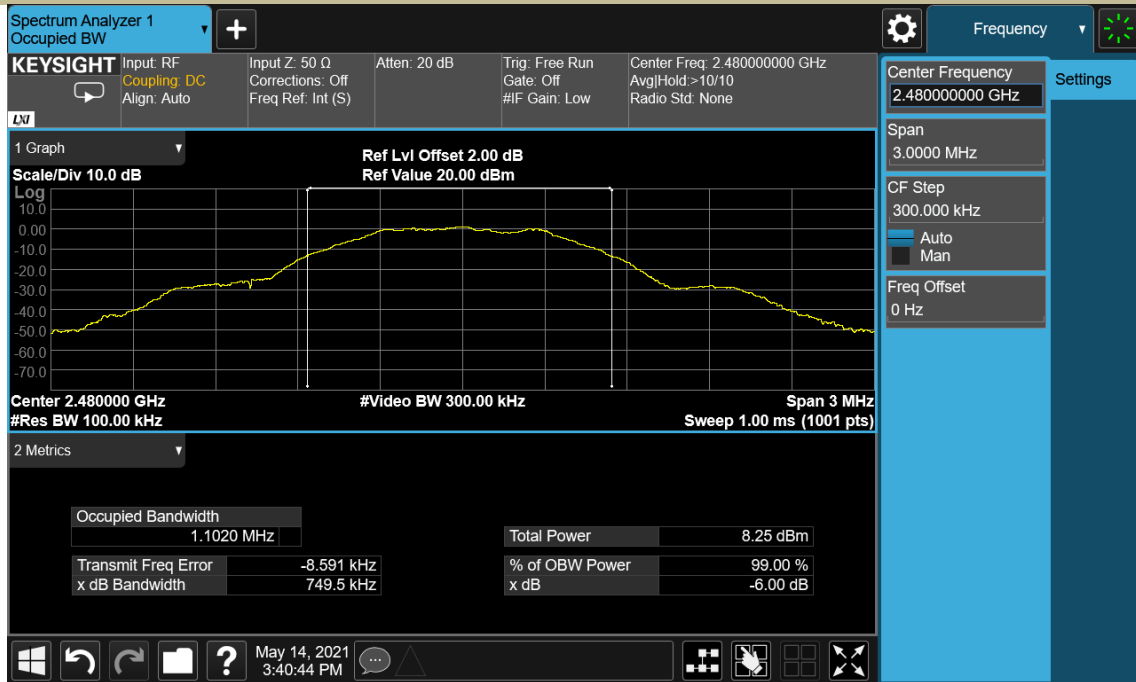 Spectrum Analyzer 1
Occupied BW
Frequency
KEYSIGHT
LXI
Input: RF
Coupling: DC
Align: Auto
Input Z: 50 Ω
Corrections: Off
Freq Ref: Int (S)
Atten: 20 dB
Trig: Free Run
Gate: Off
#IF Gain: Low
Center Freq: 2.480000000 GHz
Avg|Hold:>10/10
Radio Std: None
Center Frequency
2.480000000 GHz
Settings
Span
3.0000 MHz
CF Step
300.000 kHz
Auto
Man
Freq Offset
0 Hz
1 Graph
Scale/Div 10.0 dB
Ref Lvl Offset 2.00 dB
Ref Value 20.00 dBm
Log
10.0
0.00
-10.0
-20.0
-30.0
-40.0
-50.0
-60.0
-70.0
Center 2.480000 GHz
#Video BW 300.00 kHz
Span 3 MHz
#Res BW 100.00 kHz
Sweep 1.00 ms (1001 pts)
2 Metrics
Occupied Bandwidth
1.1020 MHz
Total Power 8.25 dBm
Transmit Freq Error -8.591 kHz
% of OBW Power 99.00 %
x dB Bandwidth 749.5 kHz
x dB -6.00 dB
?
May 14, 2021
3:40:44 PM